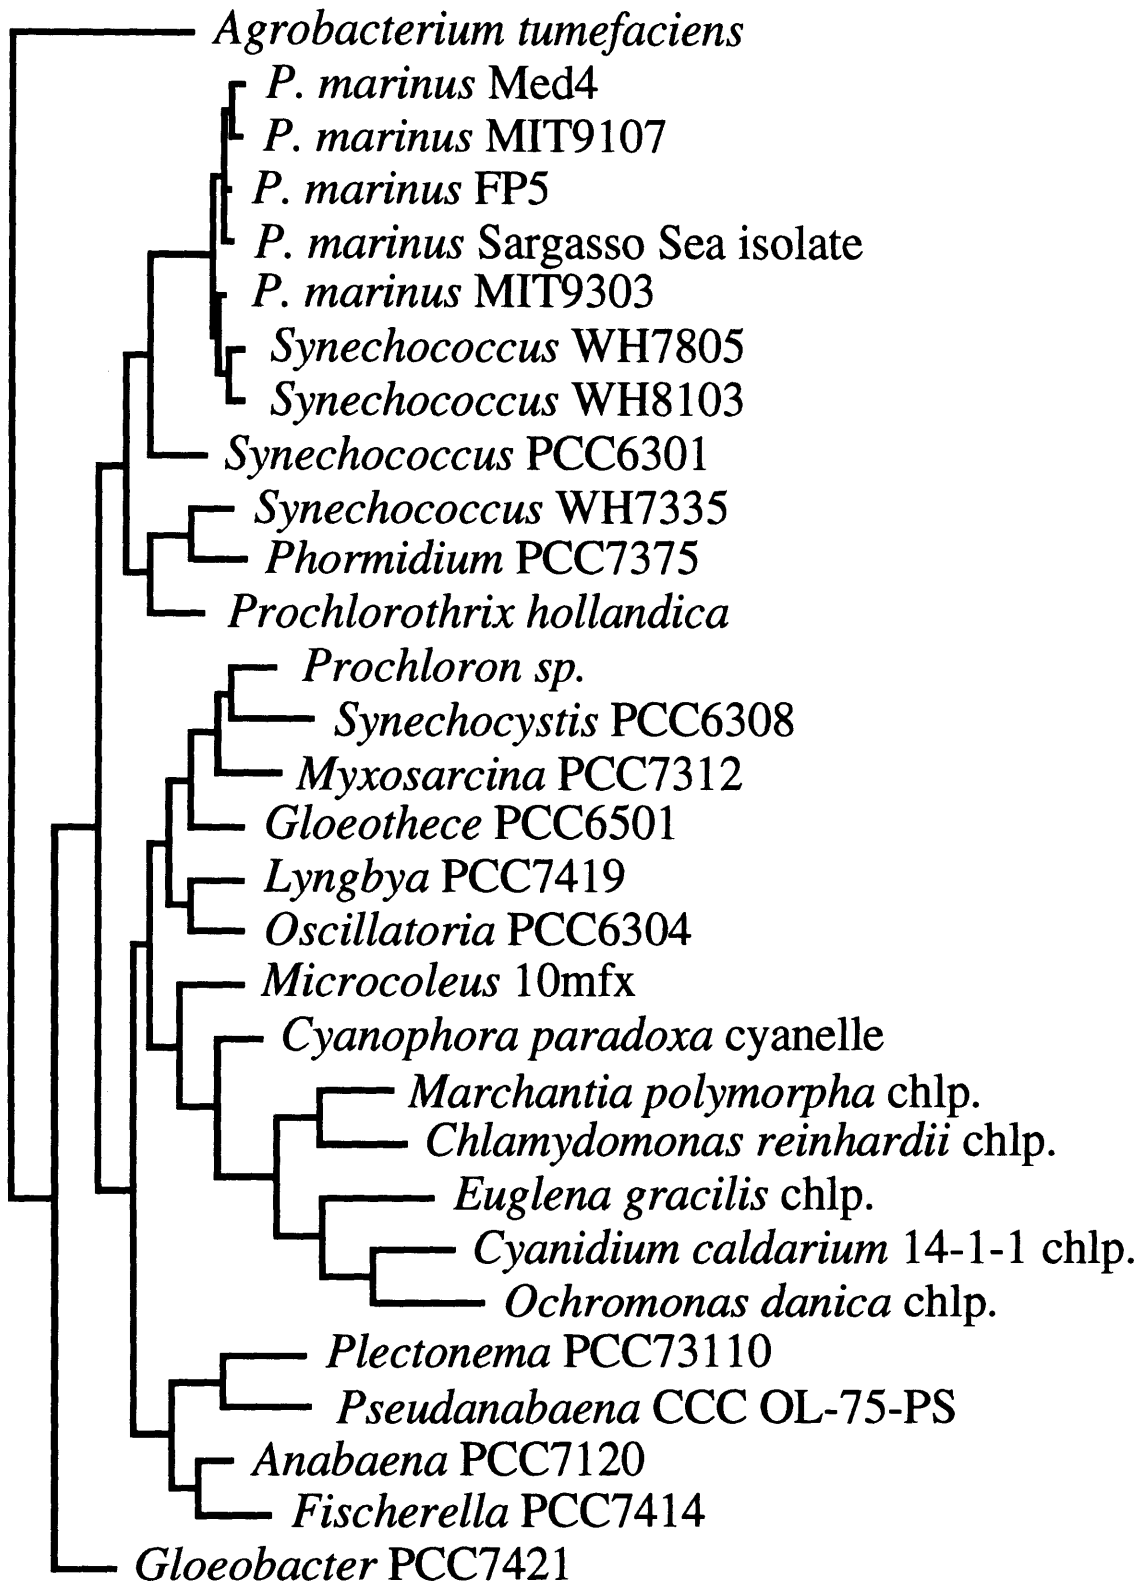 Agrobacterium tumefaciens
P. marinus Med4
P. marinus MIT9107
P. marinus FP5
P. marinus Sargasso Sea isolate
P. marinus MIT9303
Synechococcus WH7805
Synechococcus WH8103
Synechococcus PCC6301
Synechococcus WH7335
Phormidium PCC7375
Prochlorothrix hollandica
Prochloron sp.
Synechocystis PCC6308
Myxosarcina PCC7312
Gloeothece PCC6501
Lyngbya PCC7419
Oscillatoria PCC6304
Microcoleus 10mfx
Cyanophora paradoxa cyanelle
Marchantia polymorpha chlp.
Chlamydomonas reinhardii chlp.
Euglena gracilis chlp.
Cyanidium caldarium 14-1-1 chlp.
Ochromonas danica chlp.
Plectonema PCC73110
Pseudanabaena CCC OL-75-PS
Anabaena PCC7120
Fischerella PCC7414
Gloeobacter PCC7421